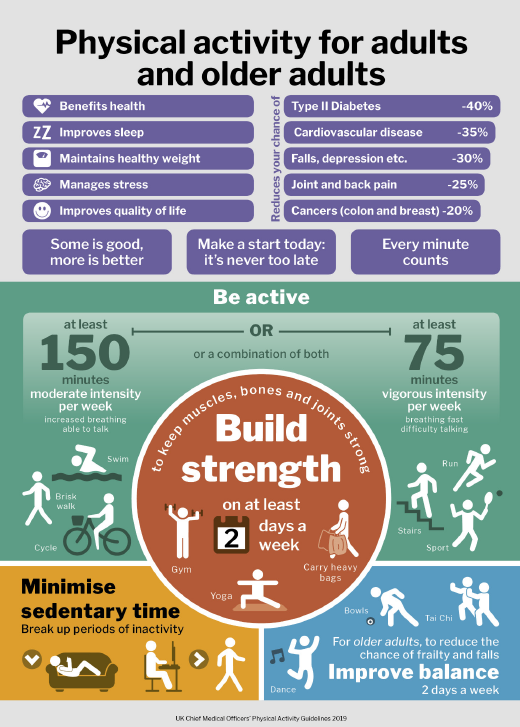 Physical activity for adults
and older adults
Benefits health
ZZ Improves sleep
Maintains healthy weight
Manages stress
Improves quality of life
Reduces your chance of
Type II Diabetes -40%
Cardiovascular disease -35%
Falls, depression etc. -30%
Joint and back pain -25%
Cancers (colon and breast) -20%
Some is good,
more is better
Make a start today:
it's never too late
Every minute
counts
Be active
at least
150
minutes
moderate intensity
per week
increased breathing
able to talk
OR
or a combination of both
at least
75
minutes
vigorous intensity
per week
breathing fast
difficulty talking
Swim
Brisk
walk
Cycle
Run
Stairs
Sport
to keep muscles, bones and joints strong
Build
strength
on at least
2
days a
week
Gym
Yoga
Carry heavy
bags
Minimise
sedentary time
Break up periods of inactivity
Bowls
Tai Chi
Dance
For older adults, to reduce the
chance of frailty and falls
Improve balance
2 days a week
UK Chief Medical Officers' Physical Activity Guidelines 2019